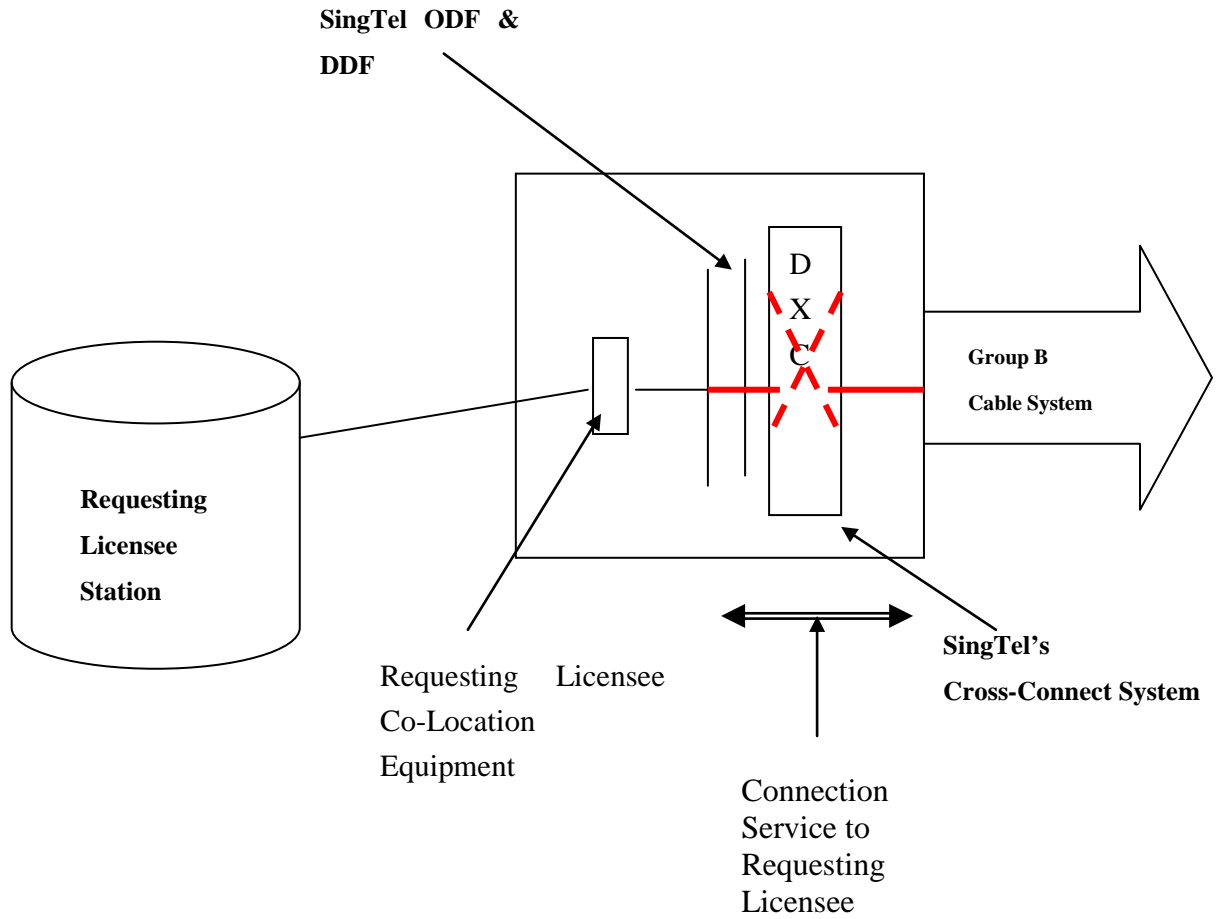 SingTel ODF &
DDF
D
X
C
Group B
Cable System
Requesting
Licensee
Station
SingTel’s
Cross-Connect System
Requesting Licensee
Co-Location
Equipment
Connection
Service to
Requesting
Licensee